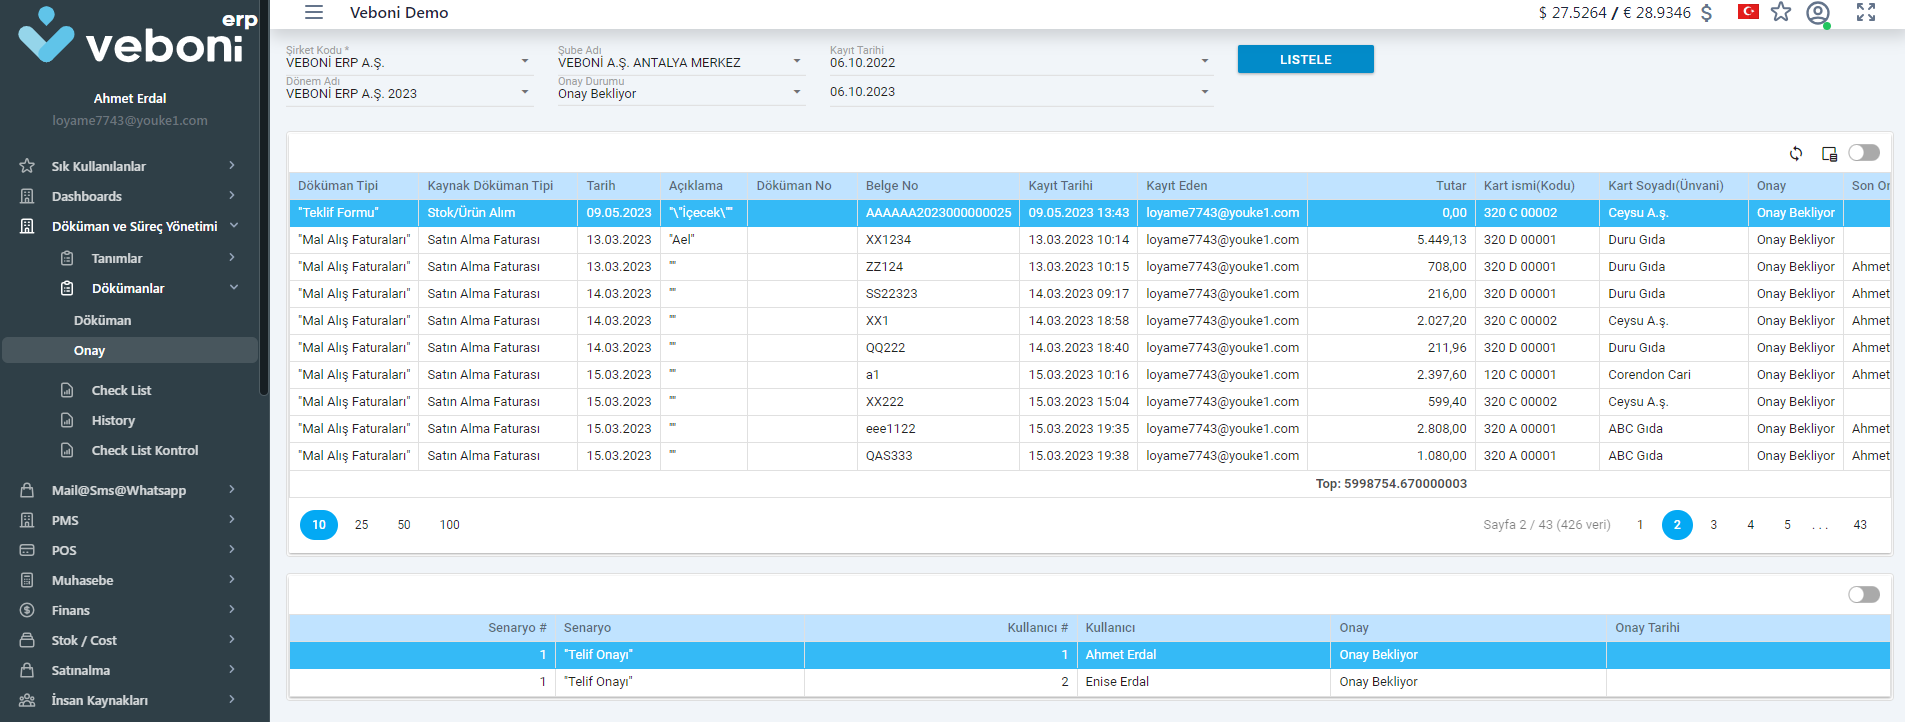 veboni erp
Ahmet Erdal
loyame7743@youke1.com
Sık Kullanılanlar
Dashboards
Döküman ve Süreç Yönetimi
Tanımlar
Dökümanlar
Döküman
Onay
Check List
History
Check List Kontrol
Mail@Sms@Whatsapp
PMS
POS
Muhasebe
Finans
Stok / Cost
Satınalma
İnsan Kaynakları
Veboni Demo
$ 27.5264 / € 28.9346 $
Şirket Kodu * Şube Adı Kayıt Tarihi
VEBONİ ERP A.Ş. VEBONİ A.Ş. ANTALYA MERKEZ 06.10.2022 LISTELE
Dönem Adı Onay Durumu
VEBONİ ERP A.Ş. 2023 Onay Bekliyor 06.10.2023
Döküman Tipi Kaynak Döküman Tipi Tarih Açıklama Döküman No Belge No Kayıt Tarihi Kayıt Eden Tutar Kart ismi(Kodu) Kart Soyadı(Ünvani) Onay Son Or
"Teklif Formu" Stok/Ürün Alım 09.05.2023 "\"İçecek\"" AAAAAA2023000000025 09.05.2023 13:43 loyame7743@youke1.com 0,00 320 C 00002 Ceysu A.ş. Onay Bekliyor
"Mal Alış Faturaları" Satın Alma Faturası 13.03.2023 "Ael" XX1234 13.03.2023 10:14 loyame7743@youke1.com 5.449,13 320 D 00001 Duru Gıda Onay Bekliyor
"Mal Alış Faturaları" Satın Alma Faturası 13.03.2023 "" ZZ124 13.03.2023 10:15 loyame7743@youke1.com 708,00 320 D 00001 Duru Gıda Onay Bekliyor Ahmet
"Mal Alış Faturaları" Satın Alma Faturası 14.03.2023 "" SS22323 14.03.2023 09:17 loyame7743@youke1.com 216,00 320 D 00001 Duru Gıda Onay Bekliyor Ahmet
"Mal Alış Faturaları" Satın Alma Faturası 14.03.2023 "" XX1 14.03.2023 18:58 loyame7743@youke1.com 2.027,20 320 C 00002 Ceysu A.ş. Onay Bekliyor Ahmet
"Mal Alış Faturaları" Satın Alma Faturası 14.03.2023 "" QQ222 14.03.2023 18:40 loyame7743@youke1.com 211,96 320 D 00001 Duru Gıda Onay Bekliyor Ahmet
"Mal Alış Faturaları" Satın Alma Faturası 15.03.2023 "" a1 15.03.2023 10:16 loyame7743@youke1.com 2.397,60 120 C 00001 Corendon Cari Onay Bekliyor Ahmet
"Mal Alış Faturaları" Satın Alma Faturası 15.03.2023 "" XX222 15.03.2023 15:04 loyame7743@youke1.com 599,40 320 C 00002 Ceysu A.ş. Onay Bekliyor
"Mal Alış Faturaları" Satın Alma Faturası 15.03.2023 "" eee1122 15.03.2023 19:35 loyame7743@youke1.com 2.808,00 320 A 00001 ABC Gıda Onay Bekliyor Ahmet
"Mal Alış Faturaları" Satın Alma Faturası 15.03.2023 "" QAS333 15.03.2023 19:38 loyame7743@youke1.com 1.080,00 320 A 00001 ABC Gıda Onay Bekliyor Ahmet
Top: 5998754.670000003
10 25 50 100 Sayfa 2 / 43 (426 veri) 1 2 3 4 5 . . . 43
Senaryo # Senaryo Kullanıcı # Kullanıcı Onay Onay Tarihi
1 "Telif Onayı" 1 Ahmet Erdal Onay Bekliyor
1 "Telif Onayı" 2 Enise Erdal Onay Bekliyor